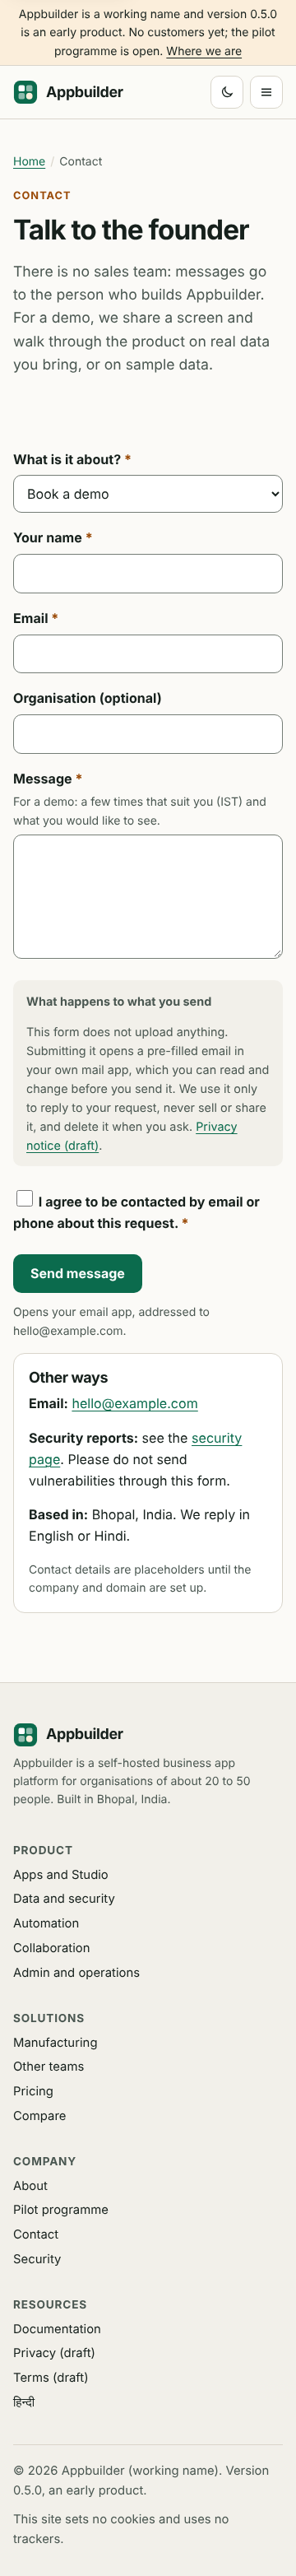 Appbuilder is a working name and version 0.5.0
is an early product. No customers yet; the pilot
programme is open. Where we are
Appbuilder
Home / Contact
CONTACT
Talk to the founder
There is no sales team: messages go
to the person who builds Appbuilder.
For a demo, we share a screen and
walk through the product on real data
you bring, or on sample data.
What is it about? *
Book a demo
Your name *
Email *
Organisation (optional)
Message *
For a demo: a few times that suit you (IST) and
what you would like to see.
What happens to what you send
This form does not upload anything.
Submitting it opens a pre-filled email in
your own mail app, which you can read and
change before you send it. We use it only
to reply to your request, never sell or share
it, and delete it when you ask. Privacy
notice (draft).
I agree to be contacted by email or
phone about this request. *
Send message
Opens your email app, addressed to
hello@example.com.
Other ways
Email: hello@example.com
Security reports: see the security
page. Please do not send
vulnerabilities through this form.
Based in: Bhopal, India. We reply in
English or Hindi.
Contact details are placeholders until the
company and domain are set up.
Appbuilder
Appbuilder is a self-hosted business app
platform for organisations of about 20 to 50
people. Built in Bhopal, India.
PRODUCT
Apps and Studio
Data and security
Automation
Collaboration
Admin and operations
SOLUTIONS
Manufacturing
Other teams
Pricing
Compare
COMPANY
About
Pilot programme
Contact
Security
RESOURCES
Documentation
Privacy (draft)
Terms (draft)
हिन्दी
© 2026 Appbuilder (working name). Version
0.5.0, an early product.
This site sets no cookies and uses no
trackers.